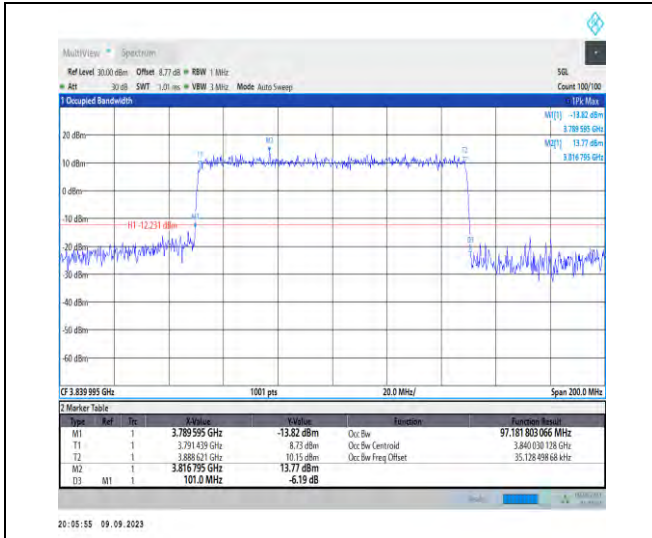 MultiView Spectrum
Ref Level 30.00 dBm Offset 8.77 dB RBW 1 MHz SGL
Att 30 dB SWT 1.01 ms VBW 3 MHz Mode Auto Sweep Count 100/100
1 Occupied Bandwidth 1Pk Max
M1[1] -13.82 dBm
3.789 595 GHz
M2[1] 13.77 dBm
3.816 795 GHz
20 dBm
M2
T1
T2
10 dBm
0 dBm
-10 dBm
M1
H1 -12.231 dBm
D3
-20 dBm
-30 dBm
-40 dBm
-50 dBm
-60 dBm
CF 3.839 995 GHz 1001 pts 20.0 MHz/ Span 200.0 MHz
2 Marker Table
Type Ref Trc X-Value Y-Value Function Function Result
M1 1 3.789 595 GHz -13.82 dBm Occ Bw 97.181 803 066 MHz
T1 1 3.791 439 GHz 8.73 dBm Occ Bw Centroid 3.840 030 128 GHz
T2 1 3.888 621 GHz 10.15 dBm Occ Bw Freq Offset 35.128 498 68 kHz
M2 1 3.816 795 GHz 13.77 dBm
D3 M1 1 101.0 MHz -6.19 dB
20:05:55 09.09.2023